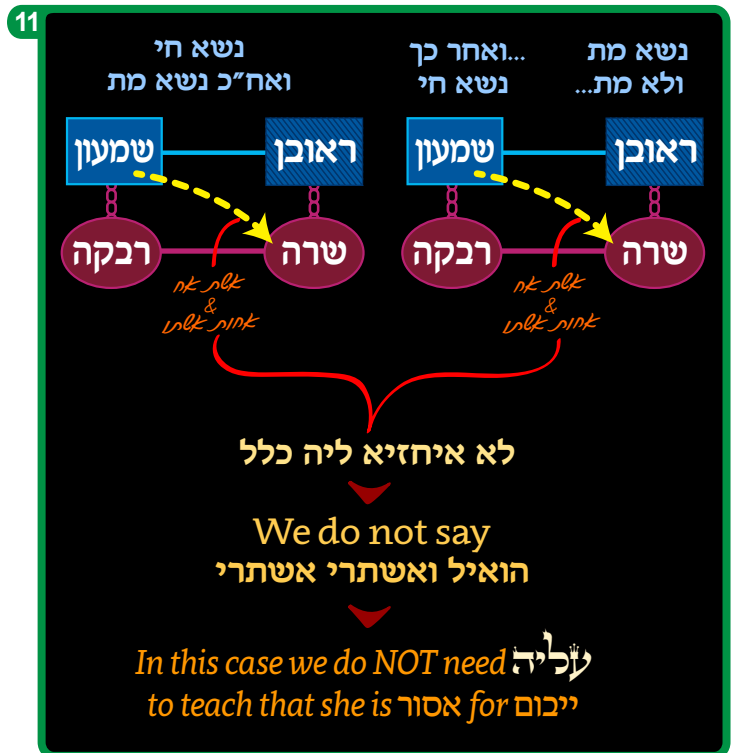 11
נשא מת
ולא מת...
...ואחר כך
נשא חי
נשא חי
ואח״כ נשא מת
ראובן
שמעון
שרה
רבקה
אשת אח
&
אחות אשתו
ראובן
שמעון
שרה
רבקה
אשת אח
&
אחות אשתו
לא איחזיא ליה כלל
We do not say
הואיל ואשתרי אשתרי
In this case we do NOT need עליה
to teach that she is אסור for ייבום